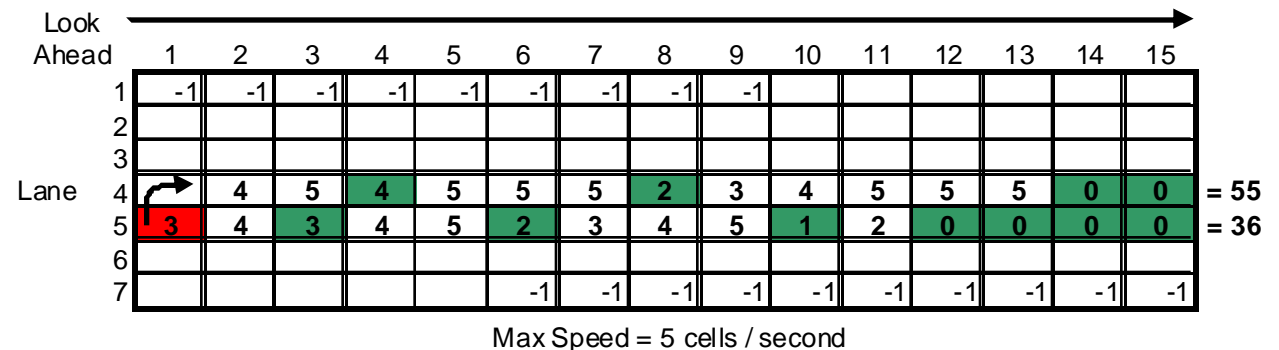 Look
Ahead 1 2 3 4 5 6 7 8 9 10 11 12 13 14 15
1 -1 -1 -1 -1 -1 -1 -1 -1 -1
2
3
Lane 4 4 5 4 5 5 5 2 3 4 5 5 5 0 0 = 55
5 3 4 3 4 5 2 3 4 5 1 2 0 0 0 0 = 36
6
7 -1 -1 -1 -1 -1 -1 -1 -1 -1 -1
Max Speed = 5 cells / second